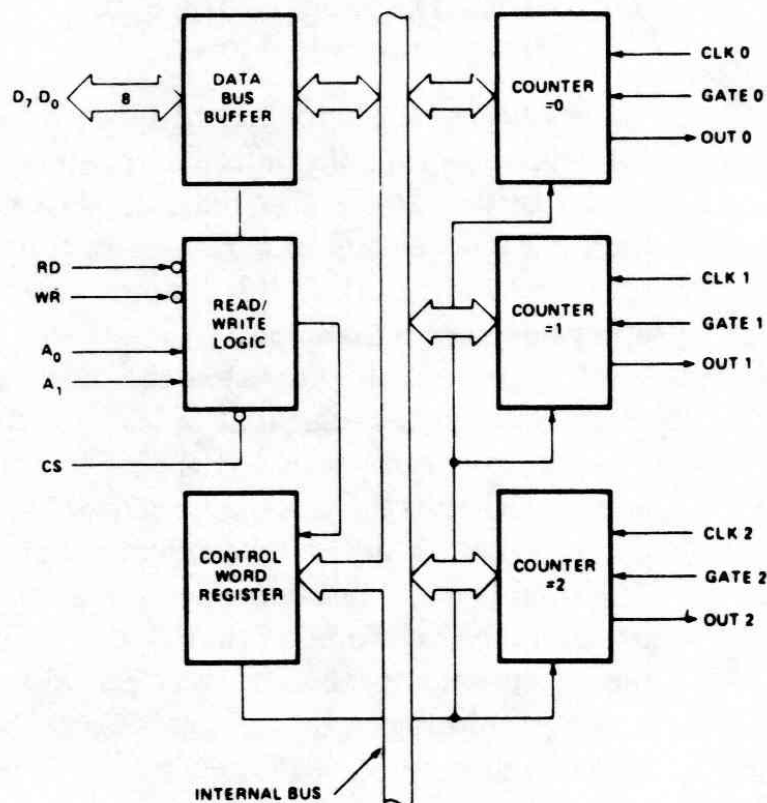 D7 D0
8
DATA
BUS
BUFFER
COUNTER
=0
CLK 0
GATE 0
OUT 0
RD
WR
A0
A1
CS
READ/
WRITE
LOGIC
COUNTER
=1
CLK 1
GATE 1
OUT 1
CONTROL
WORD
REGISTER
COUNTER
=2
CLK 2
GATE 2
OUT 2
INTERNAL BUS